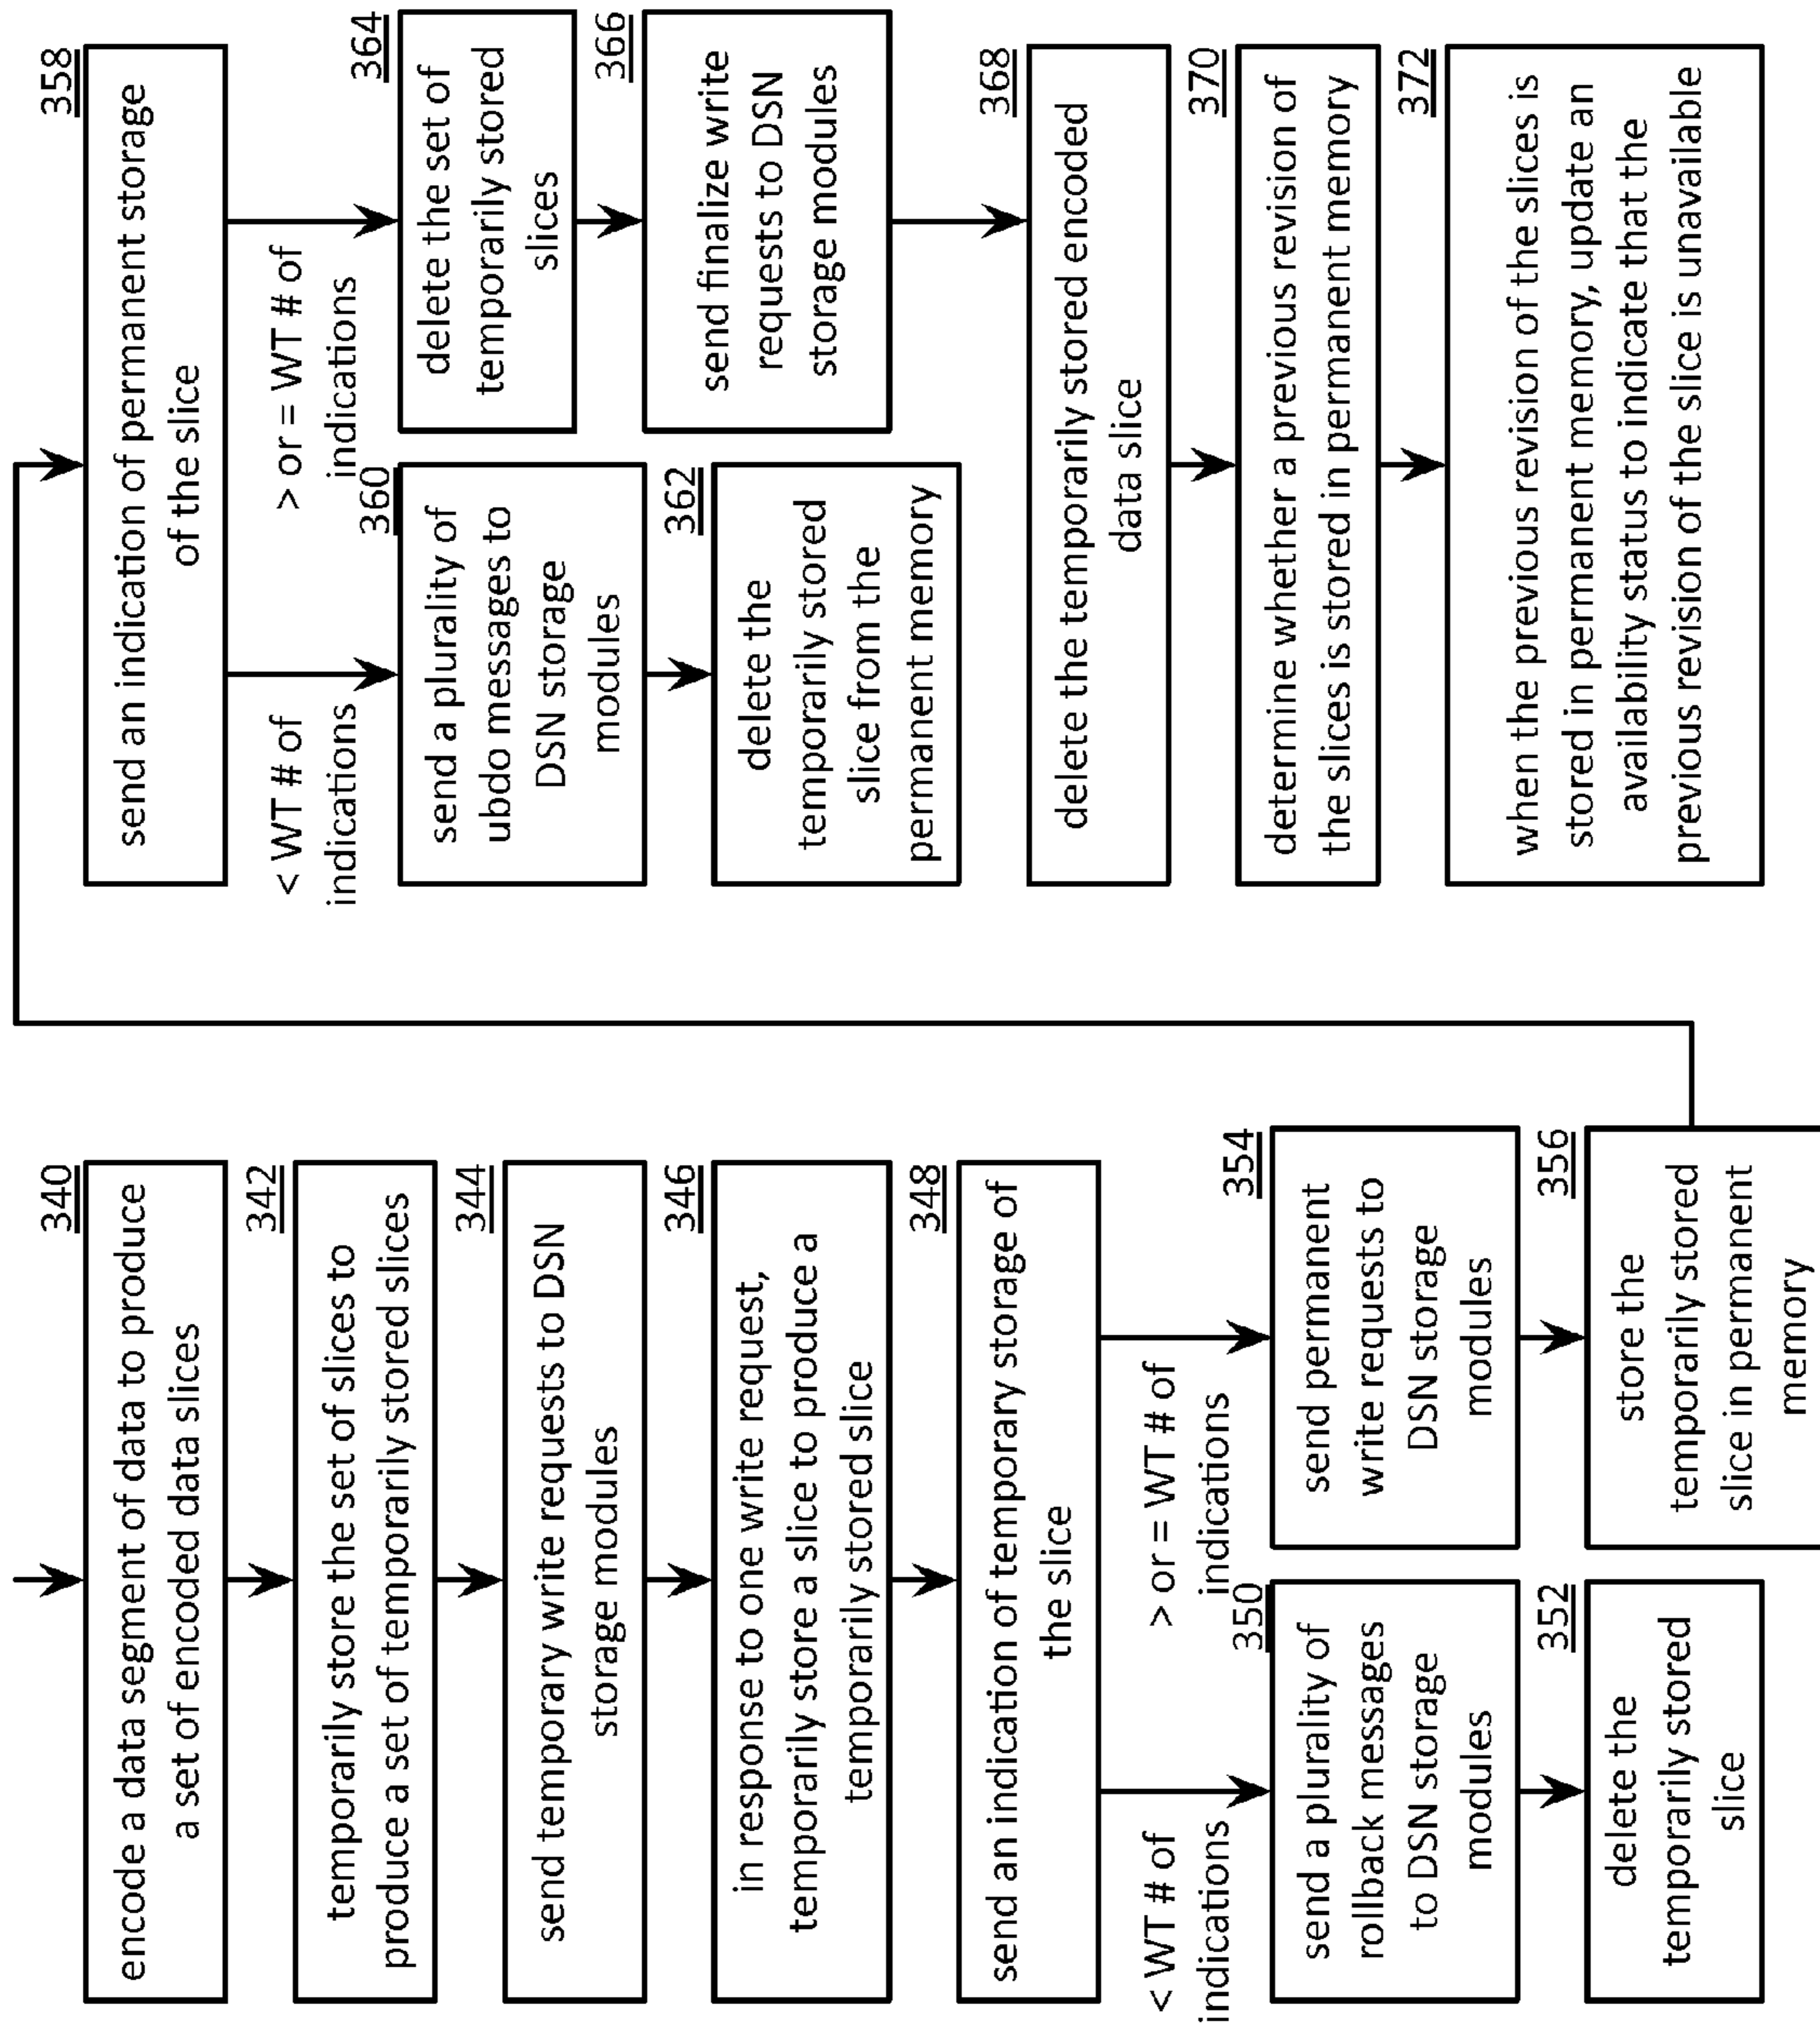 340
encode a data segment of data to produce
a set of encoded data slices
342
temporarily store the set of slices to
produce a set of temporarily stored slices
344
send temporary write requests to DSN
storage modules
346
in response to one write request,
temporarily store a slice to produce a
temporarily stored slice
348
send an indication of temporary storage of
the slice
< WT # of
indications
> or = WT # of
indications
350
send a plurality of
rollback messages
to DSN storage
modules
352
delete the
temporarily stored
slice
354
send permanent
write requests to
DSN storage
modules
356
store the
temporarily stored
slice in permanent
memory
358
send an indication of permanent storage
of the slice
< WT # of
indications
> or = WT # of
indications
360
send a plurality of
ubdo messages to
DSN storage
modules
362
delete the
temporarily stored
slice from the
permanent memory
364
delete the set of
temporarily stored
slices
366
send finalize write
requests to DSN
storage modules
368
delete the temporarily stored encoded
data slice
370
determine whether a previous revision of
the slices is stored in permanent memory
372
when the previous revision of the slices is
stored in permanent memory, update an
availability status to indicate that the
previous revision of the slice is unavailable